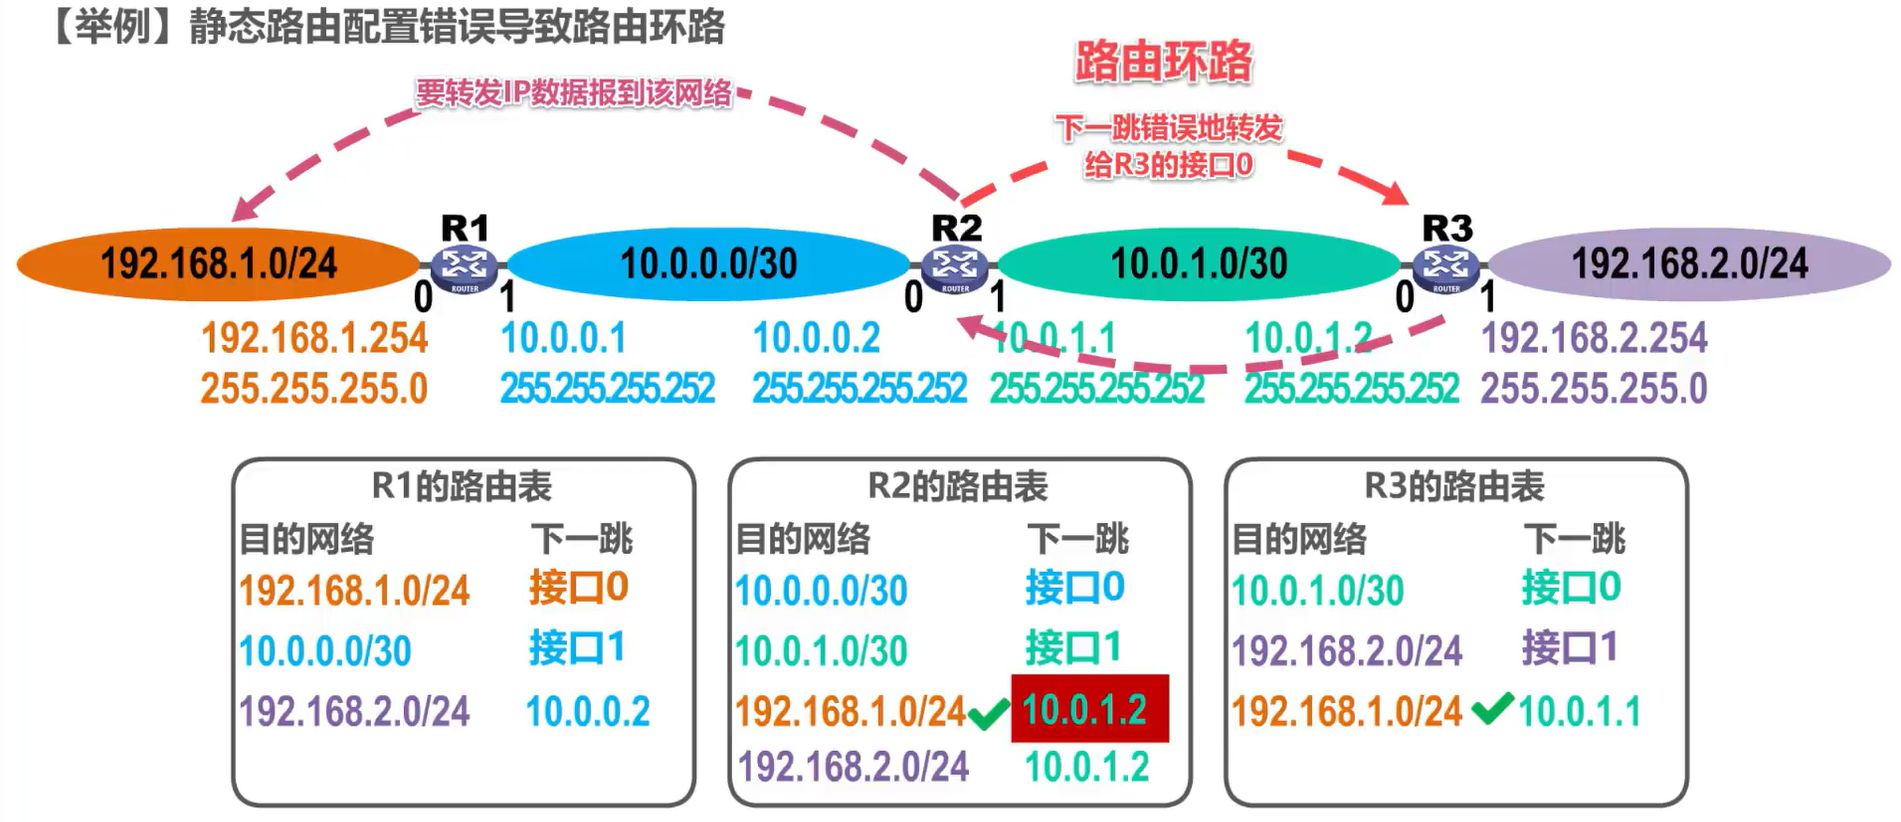 【举例】静态路由配置错误导致路由环路
路由环路
要转发IP数据报到该网络
下一跳错误地转发
给R3的接口0
R1
R2
R3
192.168.1.0/24
10.0.0.0/30
10.0.1.0/30
192.168.2.0/24
ROUTER
ROUTER
ROUTER
0
1
0
1
0
1
192.168.1.254
10.0.0.1
10.0.0.2
10.0.1.1
10.0.1.2
192.168.2.254
255.255.255.0
255.255.255.252
255.255.255.252
255.255.255.252
255.255.255.252
255.255.255.0
R1的路由表
目的网络 下一跳
192.168.1.0/24 接口0
10.0.0.0/30 接口1
192.168.2.0/24 10.0.0.2
R2的路由表
目的网络 下一跳
10.0.0.0/30 接口0
10.0.1.0/30 接口1
192.168.1.0/24 10.0.1.2
192.168.2.0/24 10.0.1.2
R3的路由表
目的网络 下一跳
10.0.1.0/30 接口0
192.168.2.0/24 接口1
192.168.1.0/24 10.0.1.1